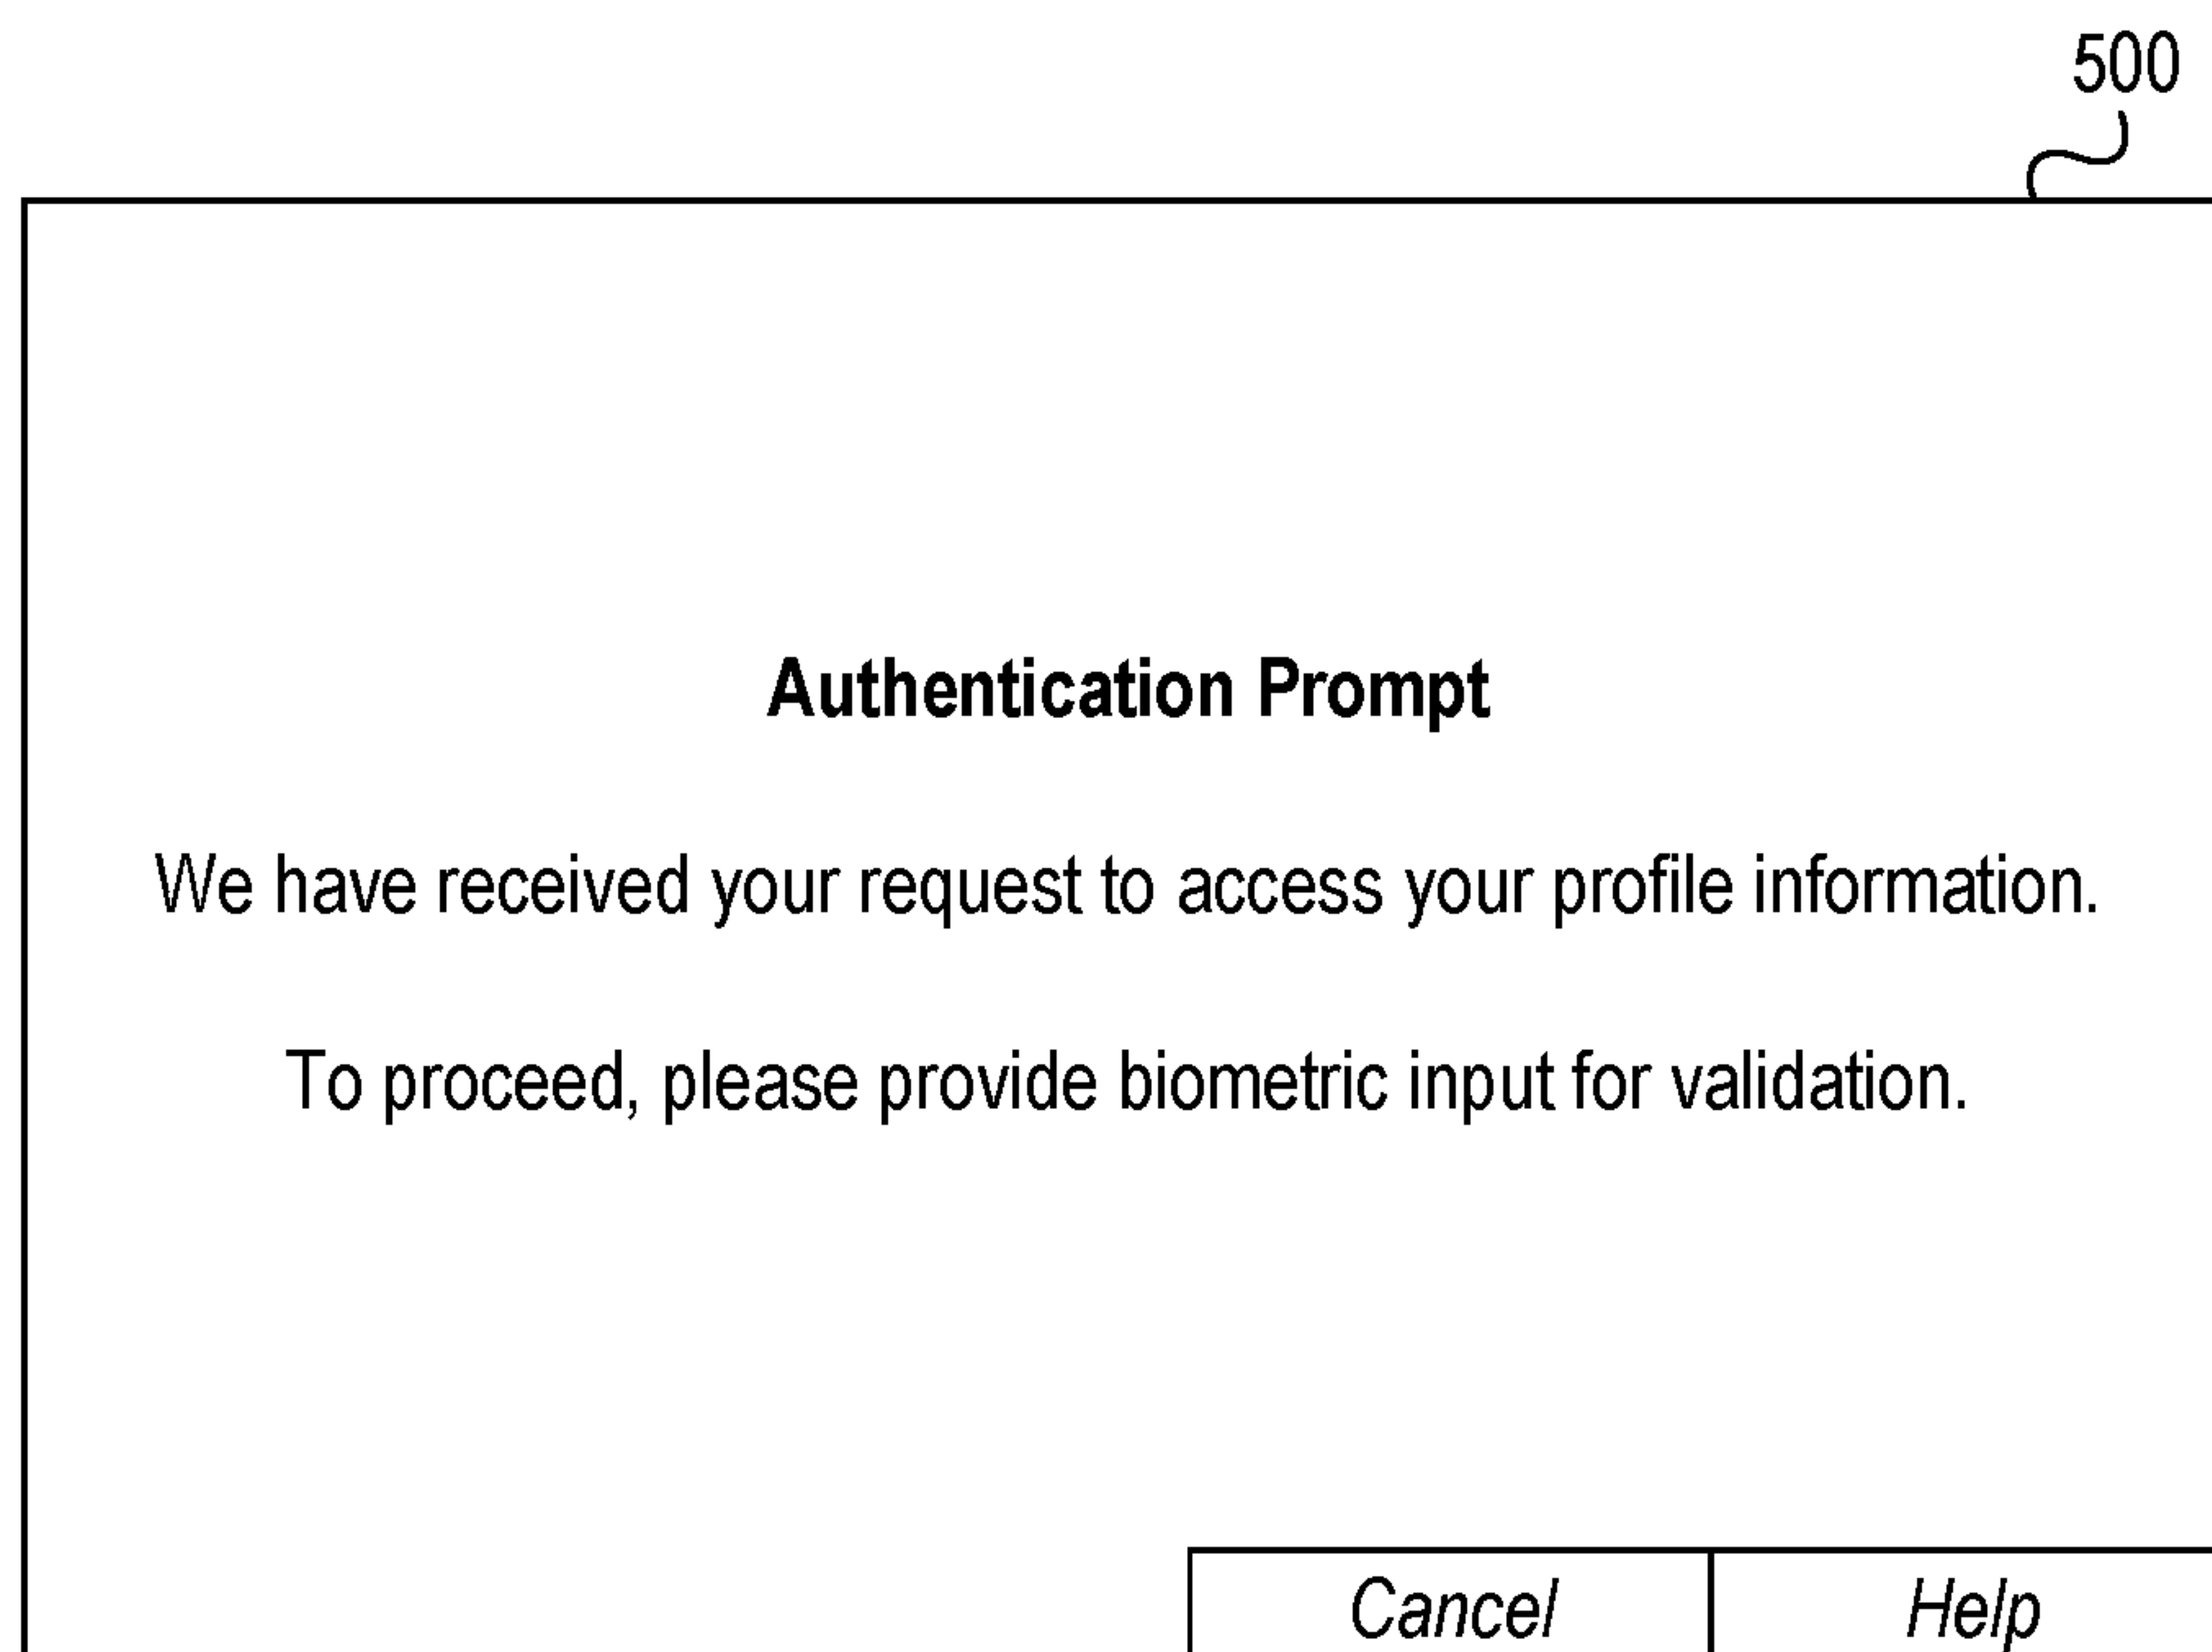 500
Authentication Prompt
We have received your request to access your profile information.
To proceed, please provide biometric input for validation.
Cancel Help